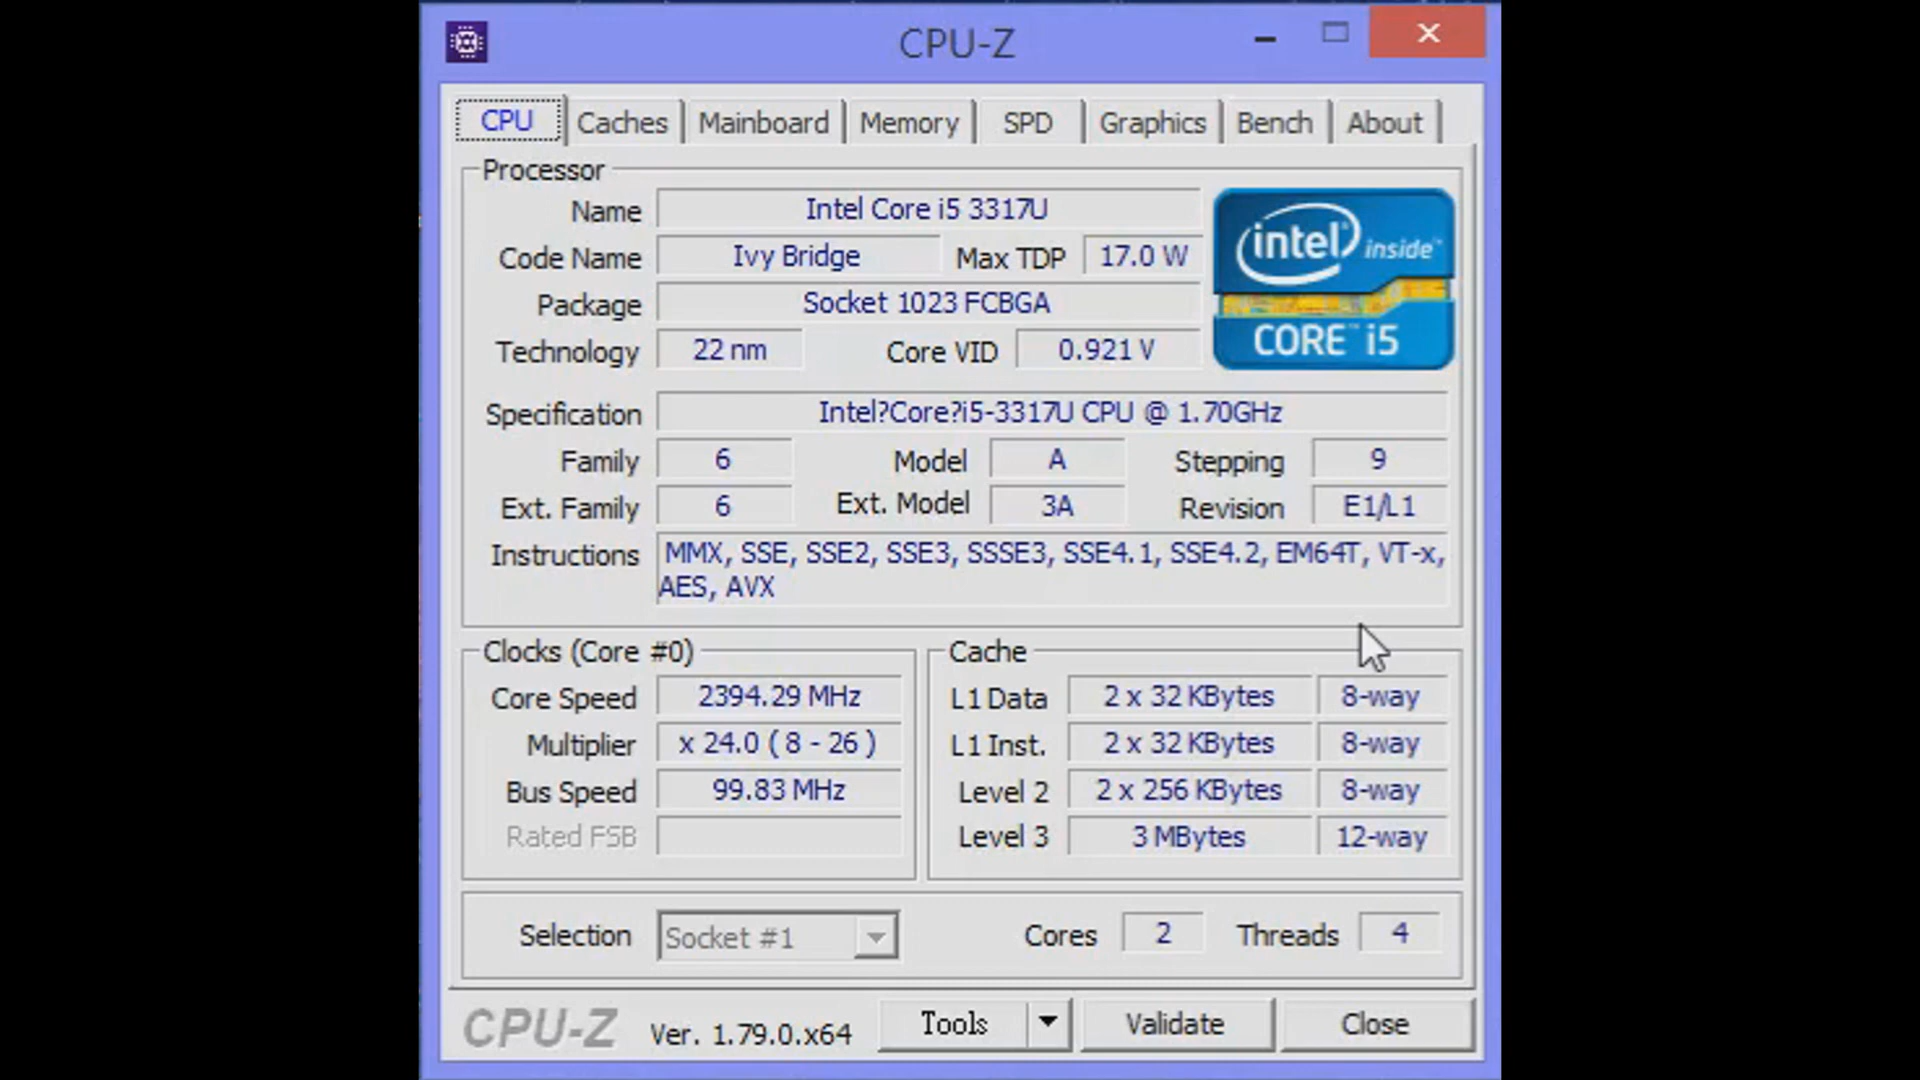 CPU-Z
CPU Caches Mainboard Memory SPD Graphics Bench About
Processor
Name Intel Core i5 3317U
Code Name Ivy Bridge Max TDP 17.0 W
Package Socket 1023 FCBGA
Technology 22 nm Core VID 0.921 V
intel inside™
CORE™ i5
Specification Intel?Core?i5-3317U CPU @ 1.70GHz
Family 6 Model A Stepping 9
Ext. Family 6 Ext. Model 3A Revision E1/L1
Instructions MMX, SSE, SSE2, SSE3, SSSE3, SSE4.1, SSE4.2, EM64T, VT-x,
AES, AVX
Clocks (Core #0)
Core Speed 2394.29 MHz
Multiplier x 24.0 ( 8 - 26 )
Bus Speed 99.83 MHz
Rated FSB
Cache
L1 Data 2 x 32 KBytes 8-way
L1 Inst. 2 x 32 KBytes 8-way
Level 2 2 x 256 KBytes 8-way
Level 3 3 MBytes 12-way
Selection Socket #1 Cores 2 Threads 4
CPU-Z Ver. 1.79.0.x64 Tools Validate Close